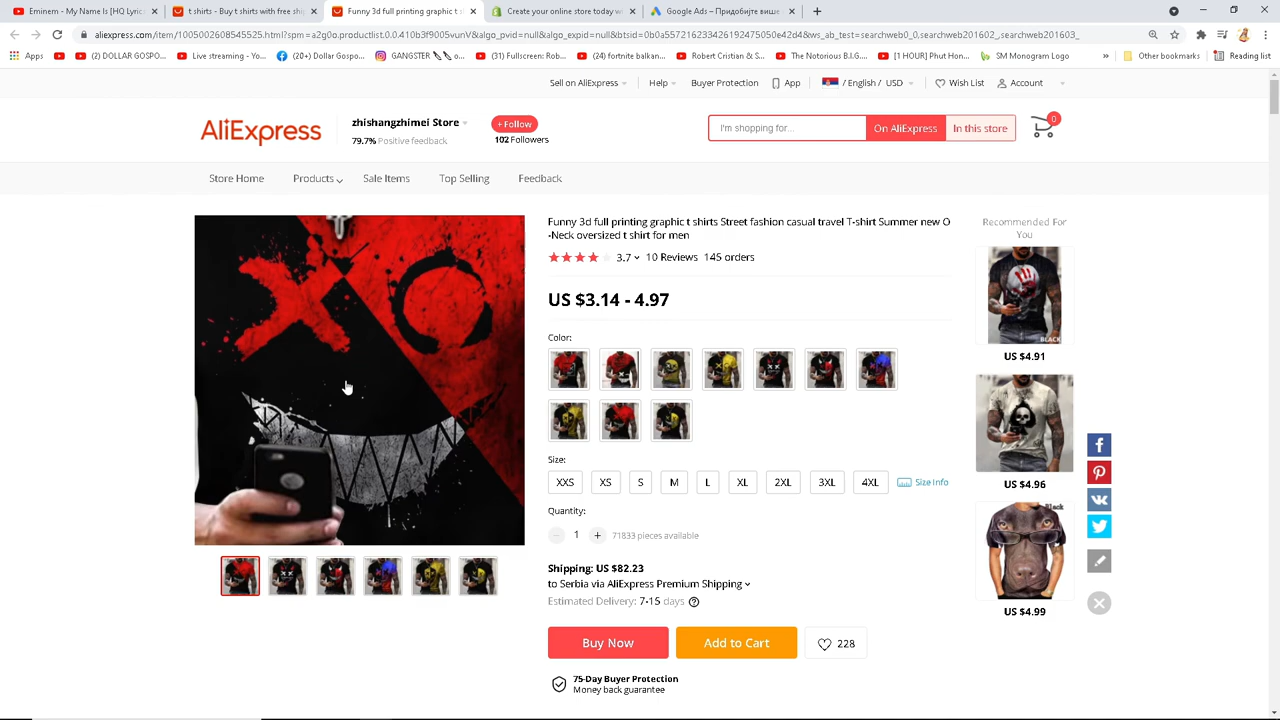 Eminem - My Name Is [HQ Lyric
t shirts - Buy t shirts with free ship
Funny 3d full printing graphic t s
Create your online store today w
Google Ads – Придобијте више
aliexpress.com/item/1005002608545525.html?spm=a2g0o.productlist.0.0.410b3f9005vunV&algo_pvid=null&algo_expid=null&btsid=0b0a557216233426192475350e42d4&ws_ab_test=searchweb0_0,searchweb201602_,searchweb201603_
Apps
(2) DOLLAR GOSPO...
Live streaming - Yo...
(20+) Dollar Gospo...
GANGSTER
o...
(31) Fullscreen: Rob...
(24) fortnite balkan...
Robert Cristian & S...
The Notorious B.I.G...
[1 HOUR] Phut Hon...
SM Monogram Logo
»
Other bookmarks
Reading list
Sell on AliExpress
Help
Buyer Protection
App
/ English / USD
Wish List
Account
AliExpress
zhishangzhimei Store
79.7% Positive feedback
+ Follow
102 Followers
I'm shopping for...
On AliExpress
In this store
0
Store Home
Products
Sale Items
Top Selling
Feedback
Funny 3d full printing graphic t shirts Street fashion casual travel T-shirt Summer new O
-Neck oversized t shirt for men
3.7
10 Reviews
145 orders
US $3.14 - 4.97
Color:
Size:
XXS
XS
S
M
L
XL
2XL
3XL
4XL
Size Info
Quantity:
1
+
71833 pieces available
Shipping: US $82.23
to Serbia via AliExpress Premium Shipping
Estimated Delivery: 7-15 days
Buy Now
Add to Cart
228
75-Day Buyer Protection
Money back guarantee
Recommended For
You
BLACK
US $4.91
US $4.96
Black
US $4.99